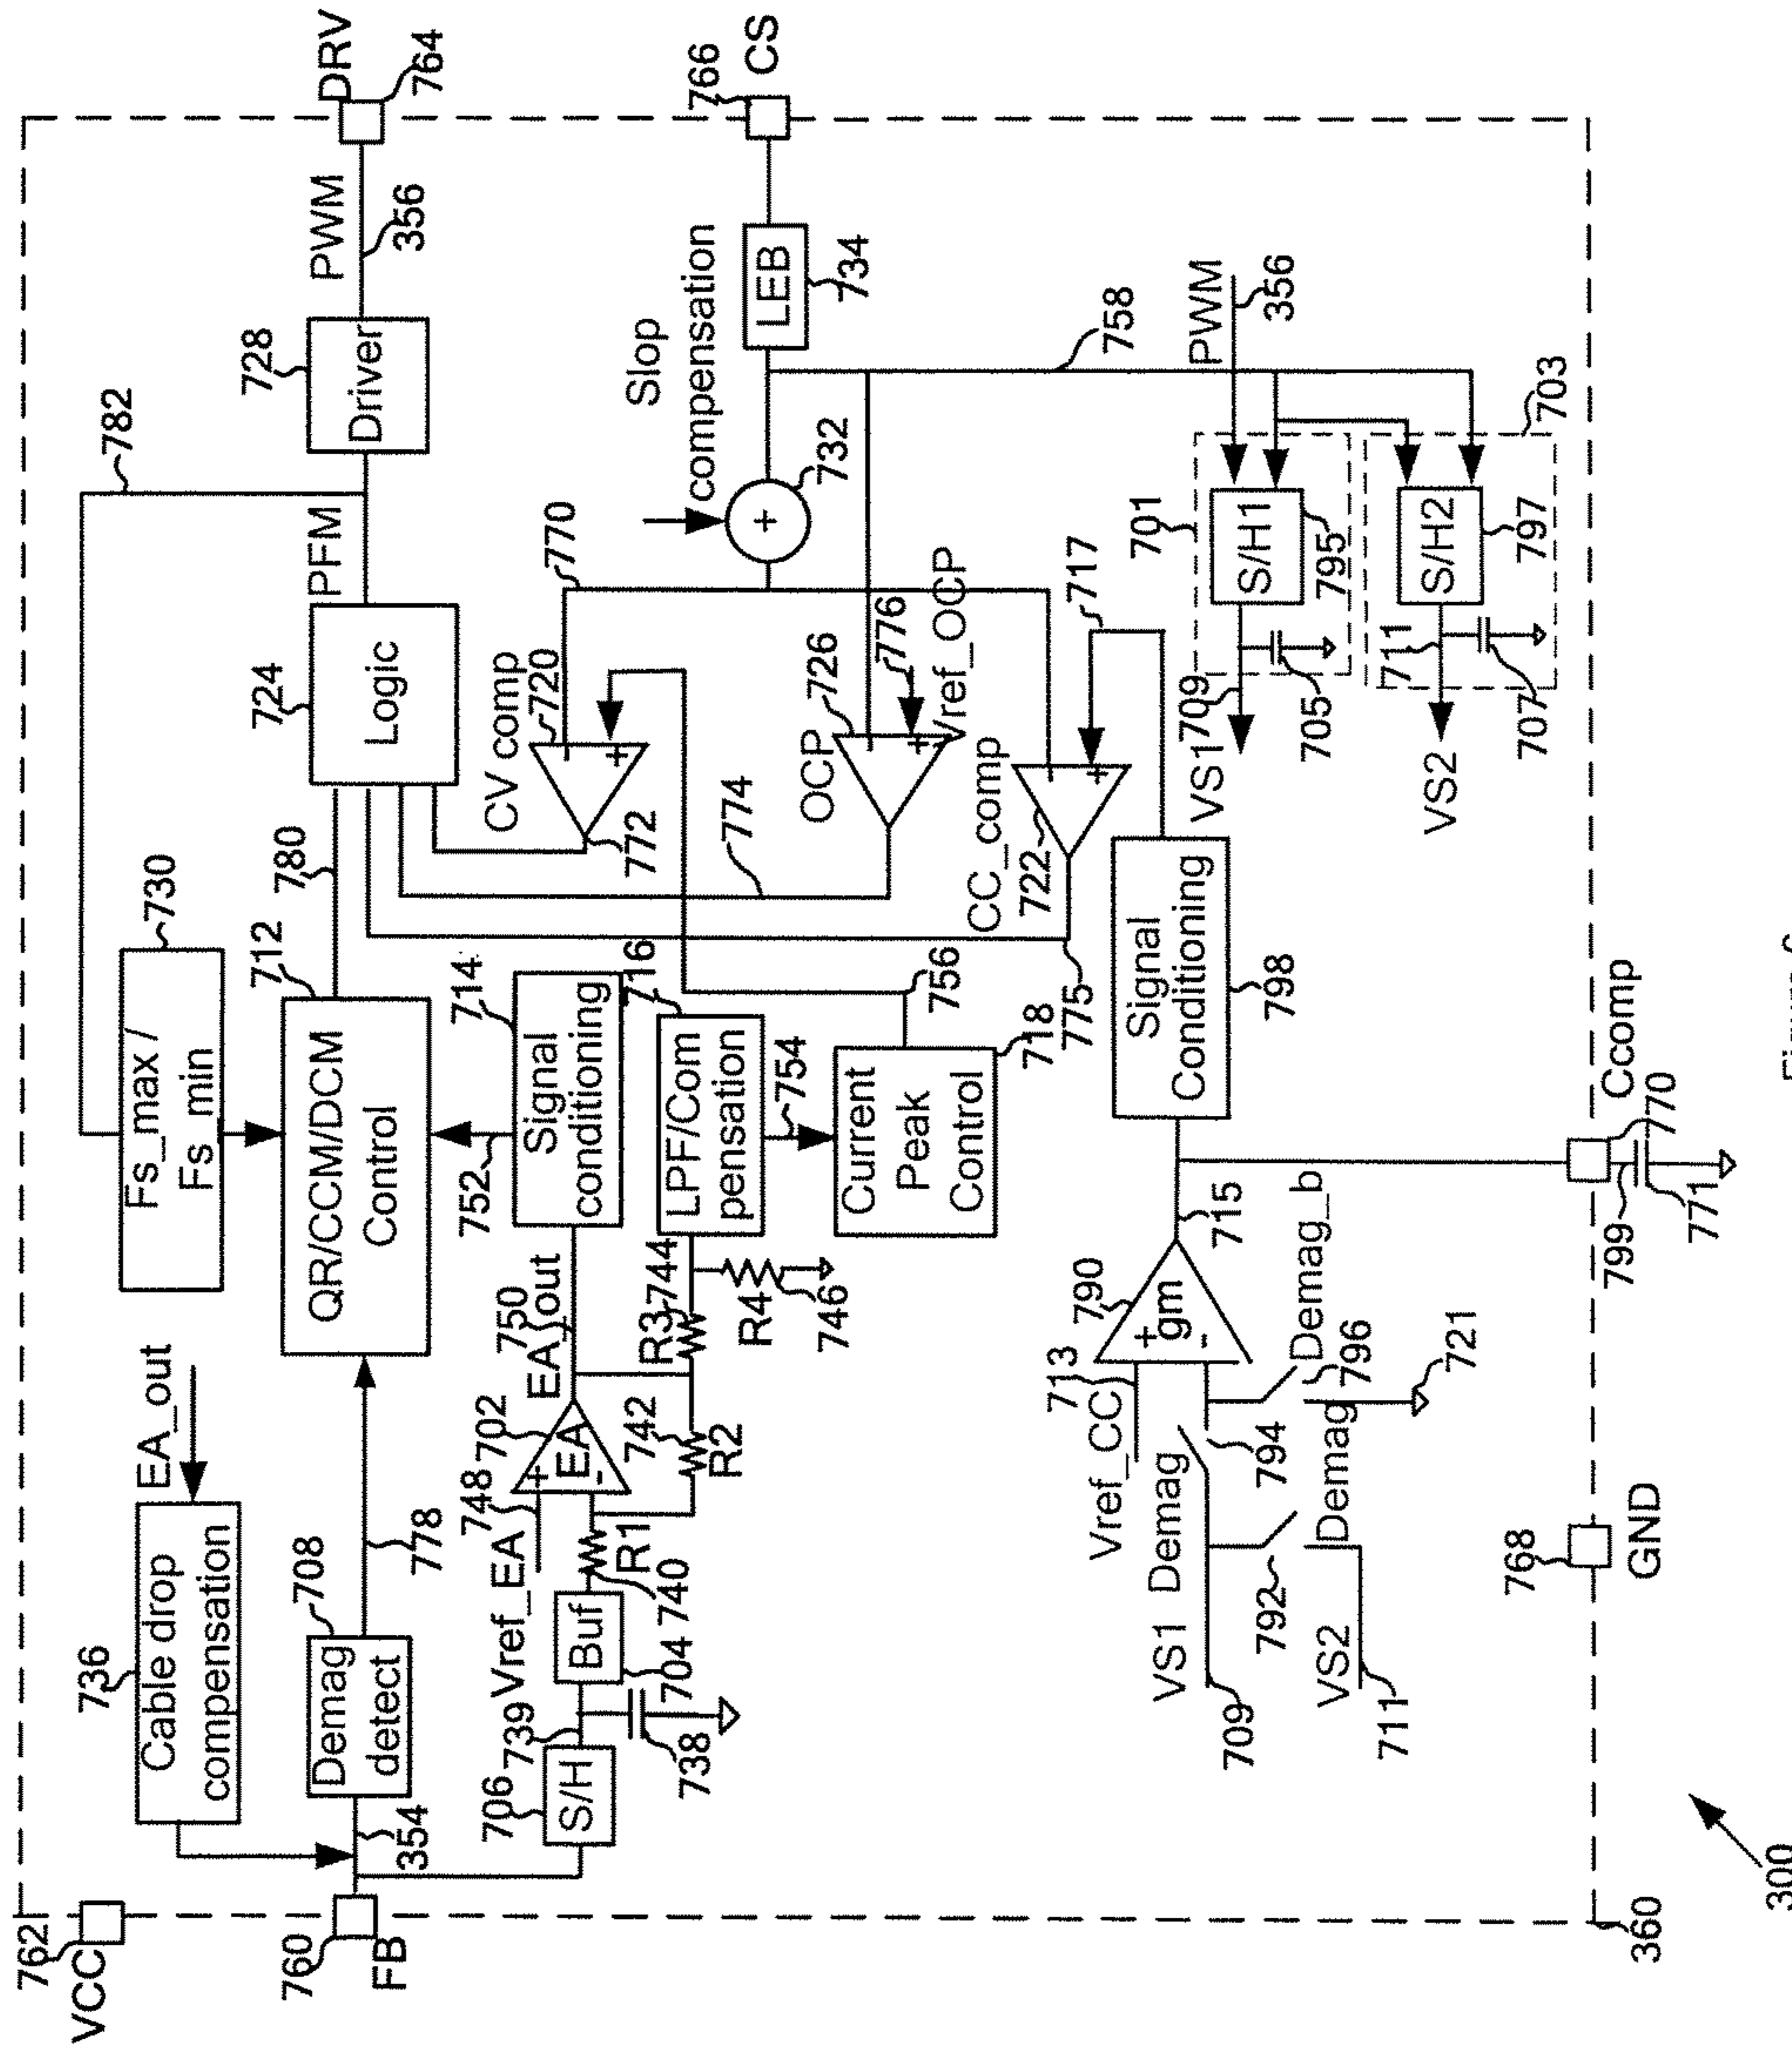 762
VCC
760
FB
736
Cable drop
compensation
EA_out
Demag
detect
708
354
778
Fs_max /
Fs_min
730
QR/CCM/DCM
Control
712
780
782
724
Logic
PFM
728
Driver
PWM
356
DRV
764
706
S/H
739
738
Buf
704
740
R1
Vref_EA
748
702
EA
+
-
742
R2
EA_out
750
R3
744
R4
746
752
714
Signal
conditioning
716
LPF/Com
pensation
754
Current
Peak
Control
718
756
CV comp
720
-
+
772
774
770
OCP
726
-
+
776
Vref_OCP
CC_comp
722
-
+
775
717
Slop
compensation
+
732
LEB
734
766
CS
758
PWM
356
701
S/H1
795
VS1
709
705
703
S/H2
797
711
VS2
707
Signal
Conditioning
798
715
790
gm
+
-
713
Vref_CC
VS1
Demag
709
794
792
Demag
VS2
711
Demag_b
796
721
Ccomp
770
799
771
768
GND
360
300